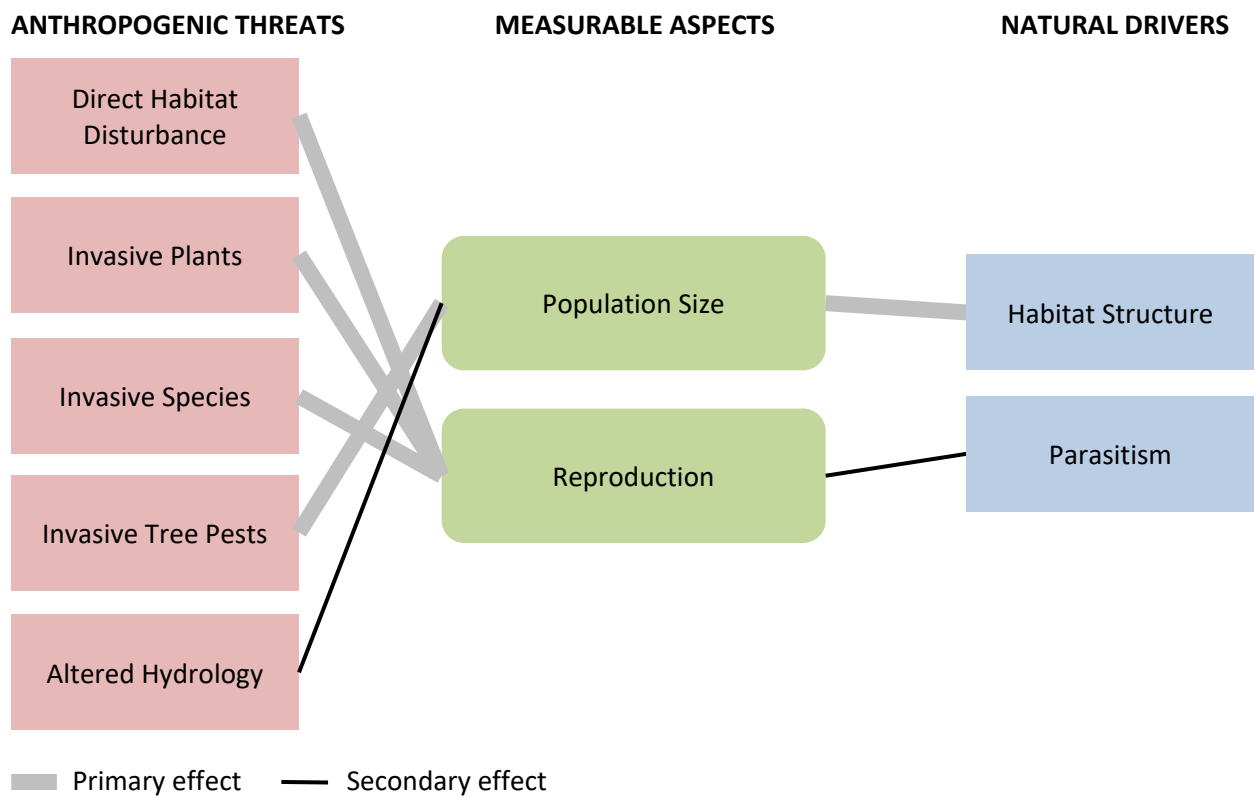 ANTHROPOGENIC THREATS
MEASURABLE ASPECTS
NATURAL DRIVERS
Direct Habitat
Disturbance
Invasive Plants
Invasive Species
Invasive Tree Pests
Altered Hydrology
Population Size
Reproduction
Habitat Structure
Parasitism
Primary effect
Secondary effect